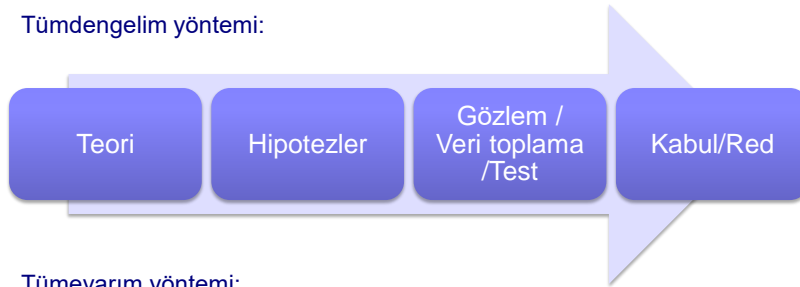 Tümdengelim yöntemi:
Teori
Hipotezler
Gözlem /
Veri toplama
/Test
Kabul/Red
Tümevarım yöntemi: